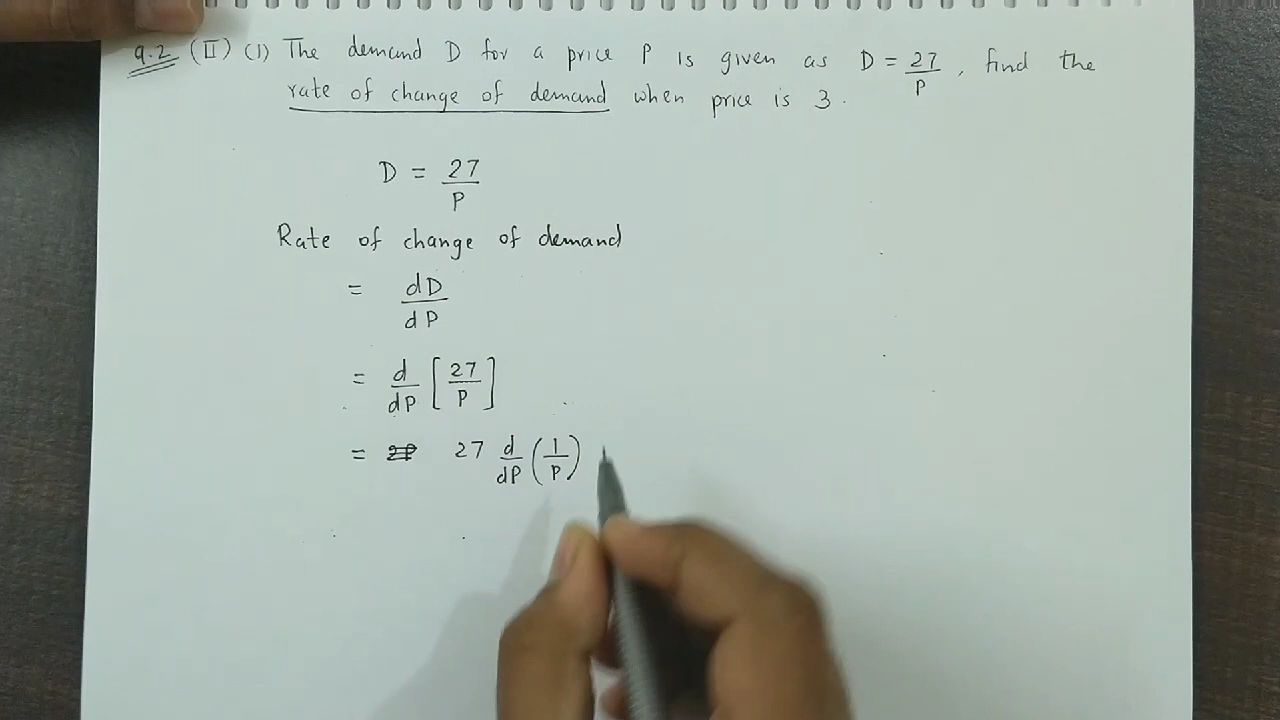 9.2 (II) (1) The demand D for a price P is given as D = 27/P, find the
rate of change of demand when price is 3.
D = 27/P
Rate of change of demand
= dD/dP
= d/dP [27/P]
= 27 d/dP (1/P)